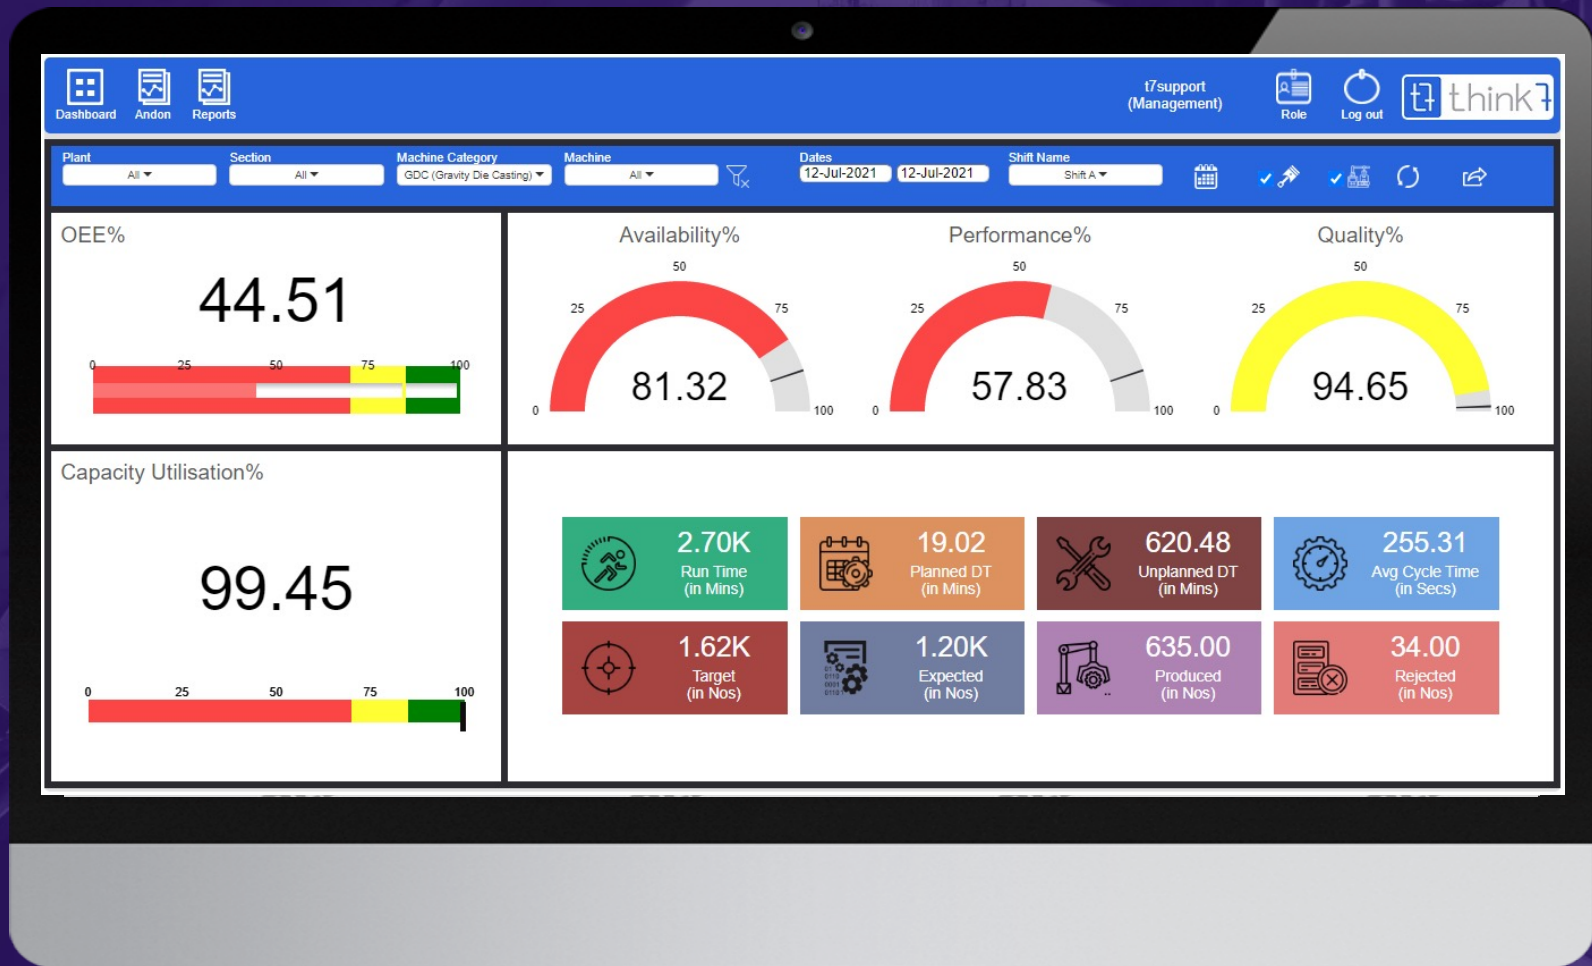 Dashboard
Andon
Reports
t7support
(Management)
Role
Log out
t7 think7
Plant
All
Section
All
Machine Category
GDC (Gravity Die Casting)
Machine
All
Dates
12-Jul-2021
12-Jul-2021
Shift Name
Shift A
OEE%
44.51
0 25 50 75 100
Availability%
0 25 50 75 100
81.32
Performance%
0 25 50 75 100
57.83
Quality%
0 25 50 75 100
94.65
Capacity Utilisation%
99.45
0 25 50 75 100
2.70K
Run Time
(in Mins)
19.02
Planned DT
(in Mins)
620.48
Unplanned DT
(in Mins)
255.31
Avg Cycle Time
(in Secs)
1.62K
Target
(in Nos)
1.20K
Expected
(in Nos)
635.00
Produced
(in Nos)
34.00
Rejected
(in Nos)